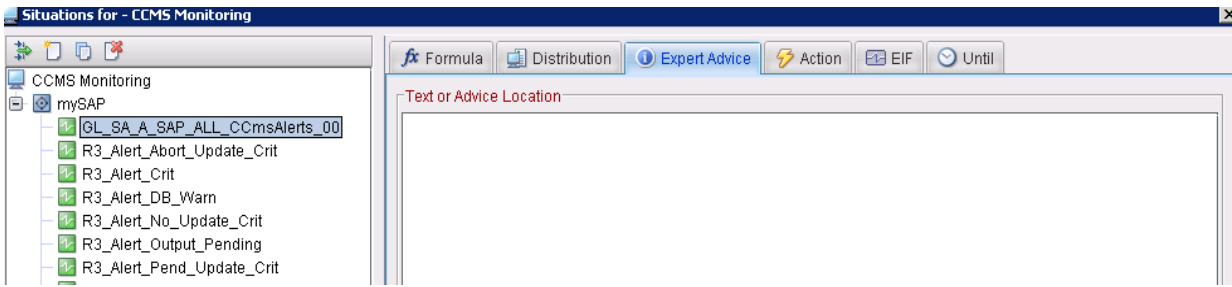 Situations for - CCMS Monitoring
fx Formula Distribution Expert Advice Action EIF Until
CCMS Monitoring
mySAP
GL_SA_A_SAP_ALL_CCmsAlerts_00
R3_Alert_Abort_Update_Crit
R3_Alert_Crit
R3_Alert_DB_Warn
R3_Alert_No_Update_Crit
R3_Alert_Output_Pending
R3_Alert_Pend_Update_Crit
Text or Advice Location